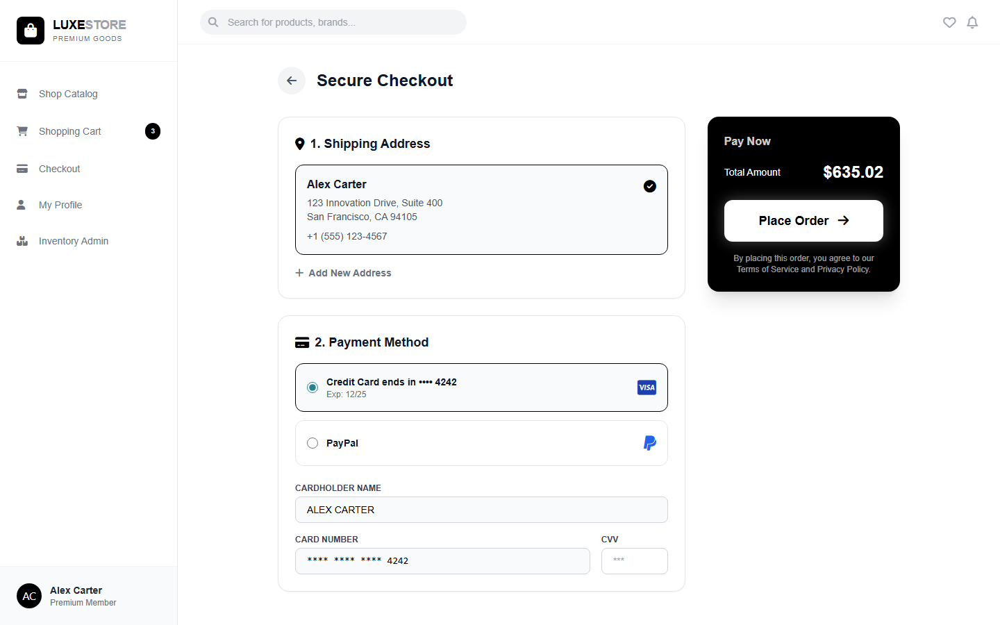 LUXESTORE
PREMIUM GOODS
Shop Catalog
Shopping Cart
3
Checkout
My Profile
Inventory Admin
AC
Alex Carter
Premium Member
Search for products, brands...
Secure Checkout
1. Shipping Address
Alex Carter
123 Innovation Drive, Suite 400
San Francisco, CA 94105
+1 (555) 123-4567
Add New Address
2. Payment Method
Credit Card ends in •••• 4242
Exp: 12/25
VISA
PayPal
CARDHOLDER NAME
ALEX CARTER
CARD NUMBER
CVV
**** **** **** 4242
***
Pay Now
Total Amount
$635.02
Place Order
By placing this order, you agree to our
Terms of Service and Privacy Policy.